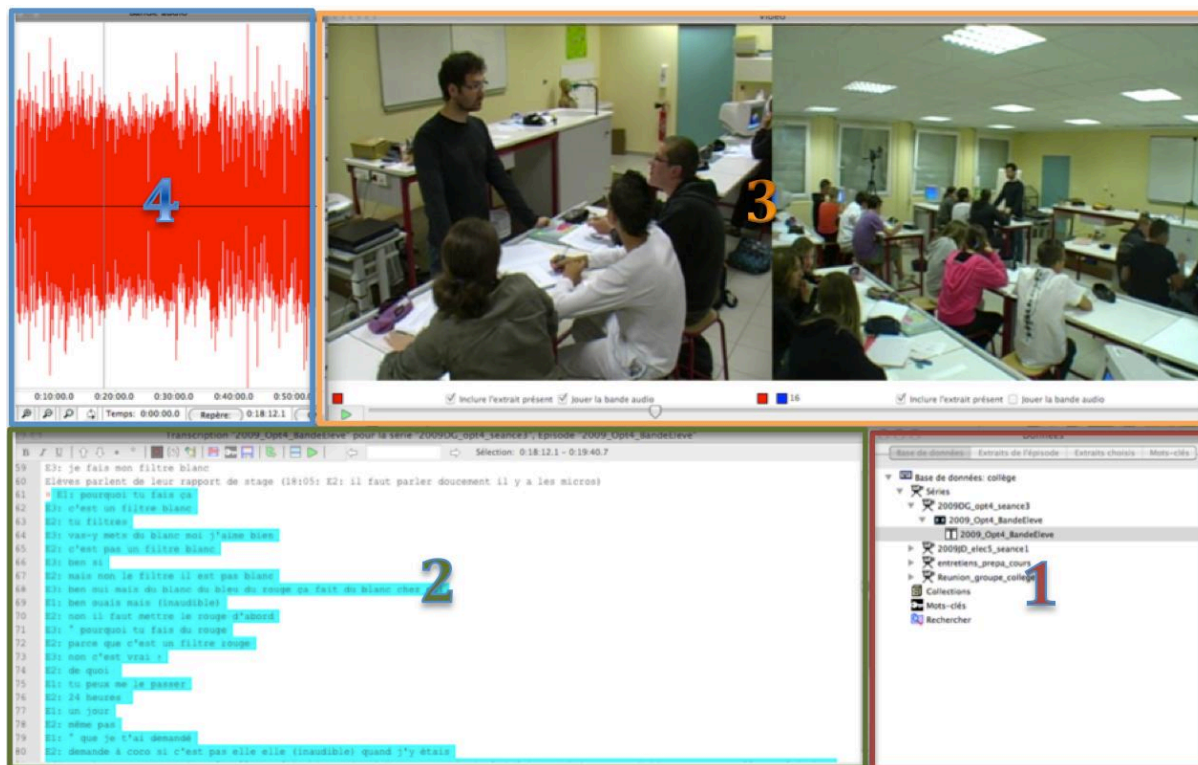 Bande audio
4
0:10:00.0 0:20:00.0 0:30:00.0 0:40:00.0 0:50:00.0
Temps: 0:00:00.0 Repère: 0:18:12.1
Vidéo
3
Inclure l'extrait présent Jouer la bande audio
16 Inclure l'extrait présent Jouer la bande audio
Transcription "2009_Opt4_BandeEleve" pour la série "2009DG_opt4_seance3", Episode "2009_Opt4_BandeEleve"
B I U Sélection: 0:18:12.1 - 0:19:40.7
59 E3: je fais mon filtre blanc
60 Elèves parlent de leur rapport de stage (18:05: E2: il faut parler doucement il y a les micros)
61 E1: pourquoi tu fais ça
62 E3: c'est un filtre blanc
63 E2: tu filtres
64 E3: vas-y mets du blanc moi j'aime bien
65 E2: c'est pas un filtre blanc
66 E3: ben si
67 E2: mais non le filtre il est pas blanc
68 E3: ben oui mais du blanc du bleu du rouge ça fait du blanc chez
69 E1: ben ouais mais (inaudible)
70 E2: non il faut mettre le rouge d'abord
71 E3: ° pourquoi tu fais du rouge
72 E2: parce que c'est un filtre rouge
73 E3: non c'est vrai ?
74 E2: de quoi
75 E1: tu peux me le passer
76 E2: 24 heures
77 E1: un jour
78 E2: même pas
79 E1: ° que je t'ai demandé
80 E2: demande à coco si c'est pas elle elle (inaudible) quand j'y étais
2
Données
Base de données Extraits de l'épisode Extraits choisis Mots-clés
Base de données: collège
Séries
2009DG_opt4_seance3
2009_Opt4_BandeEleve
2009_Opt4_BandeEleve
2009JD_elec5_seance1
entretiens_prepa_cours
Reunion_groupe_college
Collections
Mots-clés
Rechercher
1